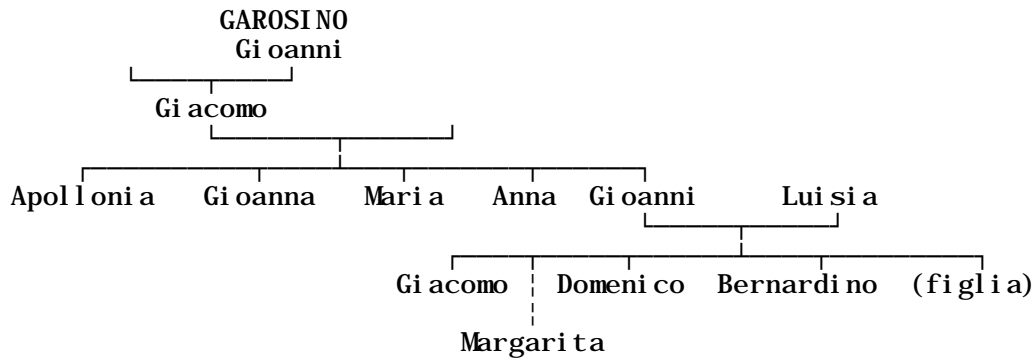 GAROSINO
Gioanni
Giacomo
Apollonia Gioanna Maria Anna Gioanni Luisia
Giacomo Domenico Bernardino (figlia)
Margarita